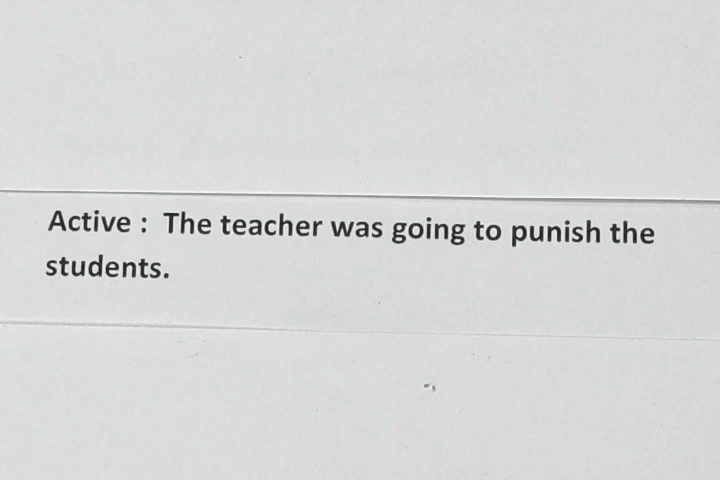 Active :  The teacher was going to punish the
students.